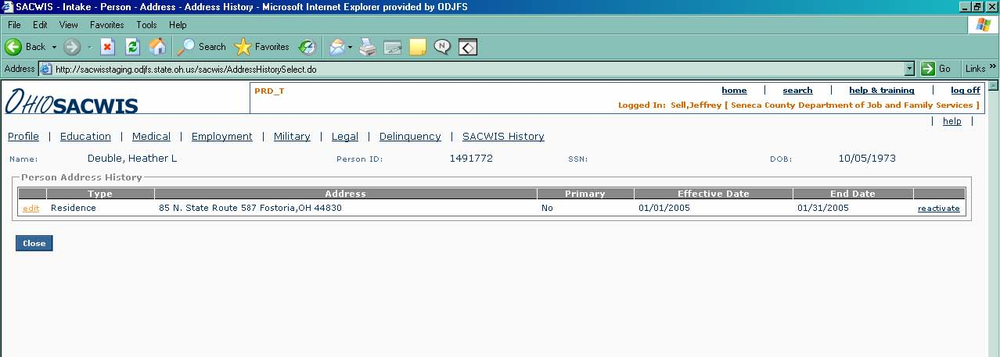 SACWIS - Intake - Person - Address - Address History - Microsoft Internet Explorer provided by ODJFS
File Edit View Favorites Tools Help
Back Search Favorites
Address http://sacwisstaging.odjfs.state.oh.us/sacwis/AddressHistorySelect.do Go Links »
OHIOSACWIS
PRD_T home | search | help & training | log off
Logged In: Sell,Jeffrey [ Seneca County Department of Job and Family Services ]
| help |
Profile | Education | Medical | Employment | Military | Legal | Delinquency | SACWIS History
Name: Deuble, Heather L Person ID: 1491772 SSN: DOB: 10/05/1973
Person Address History
Type Address Primary Effective Date End Date
edit Residence 85 N. State Route 587 Fostoria,OH 44830 No 01/01/2005 01/31/2005 reactivate
Close